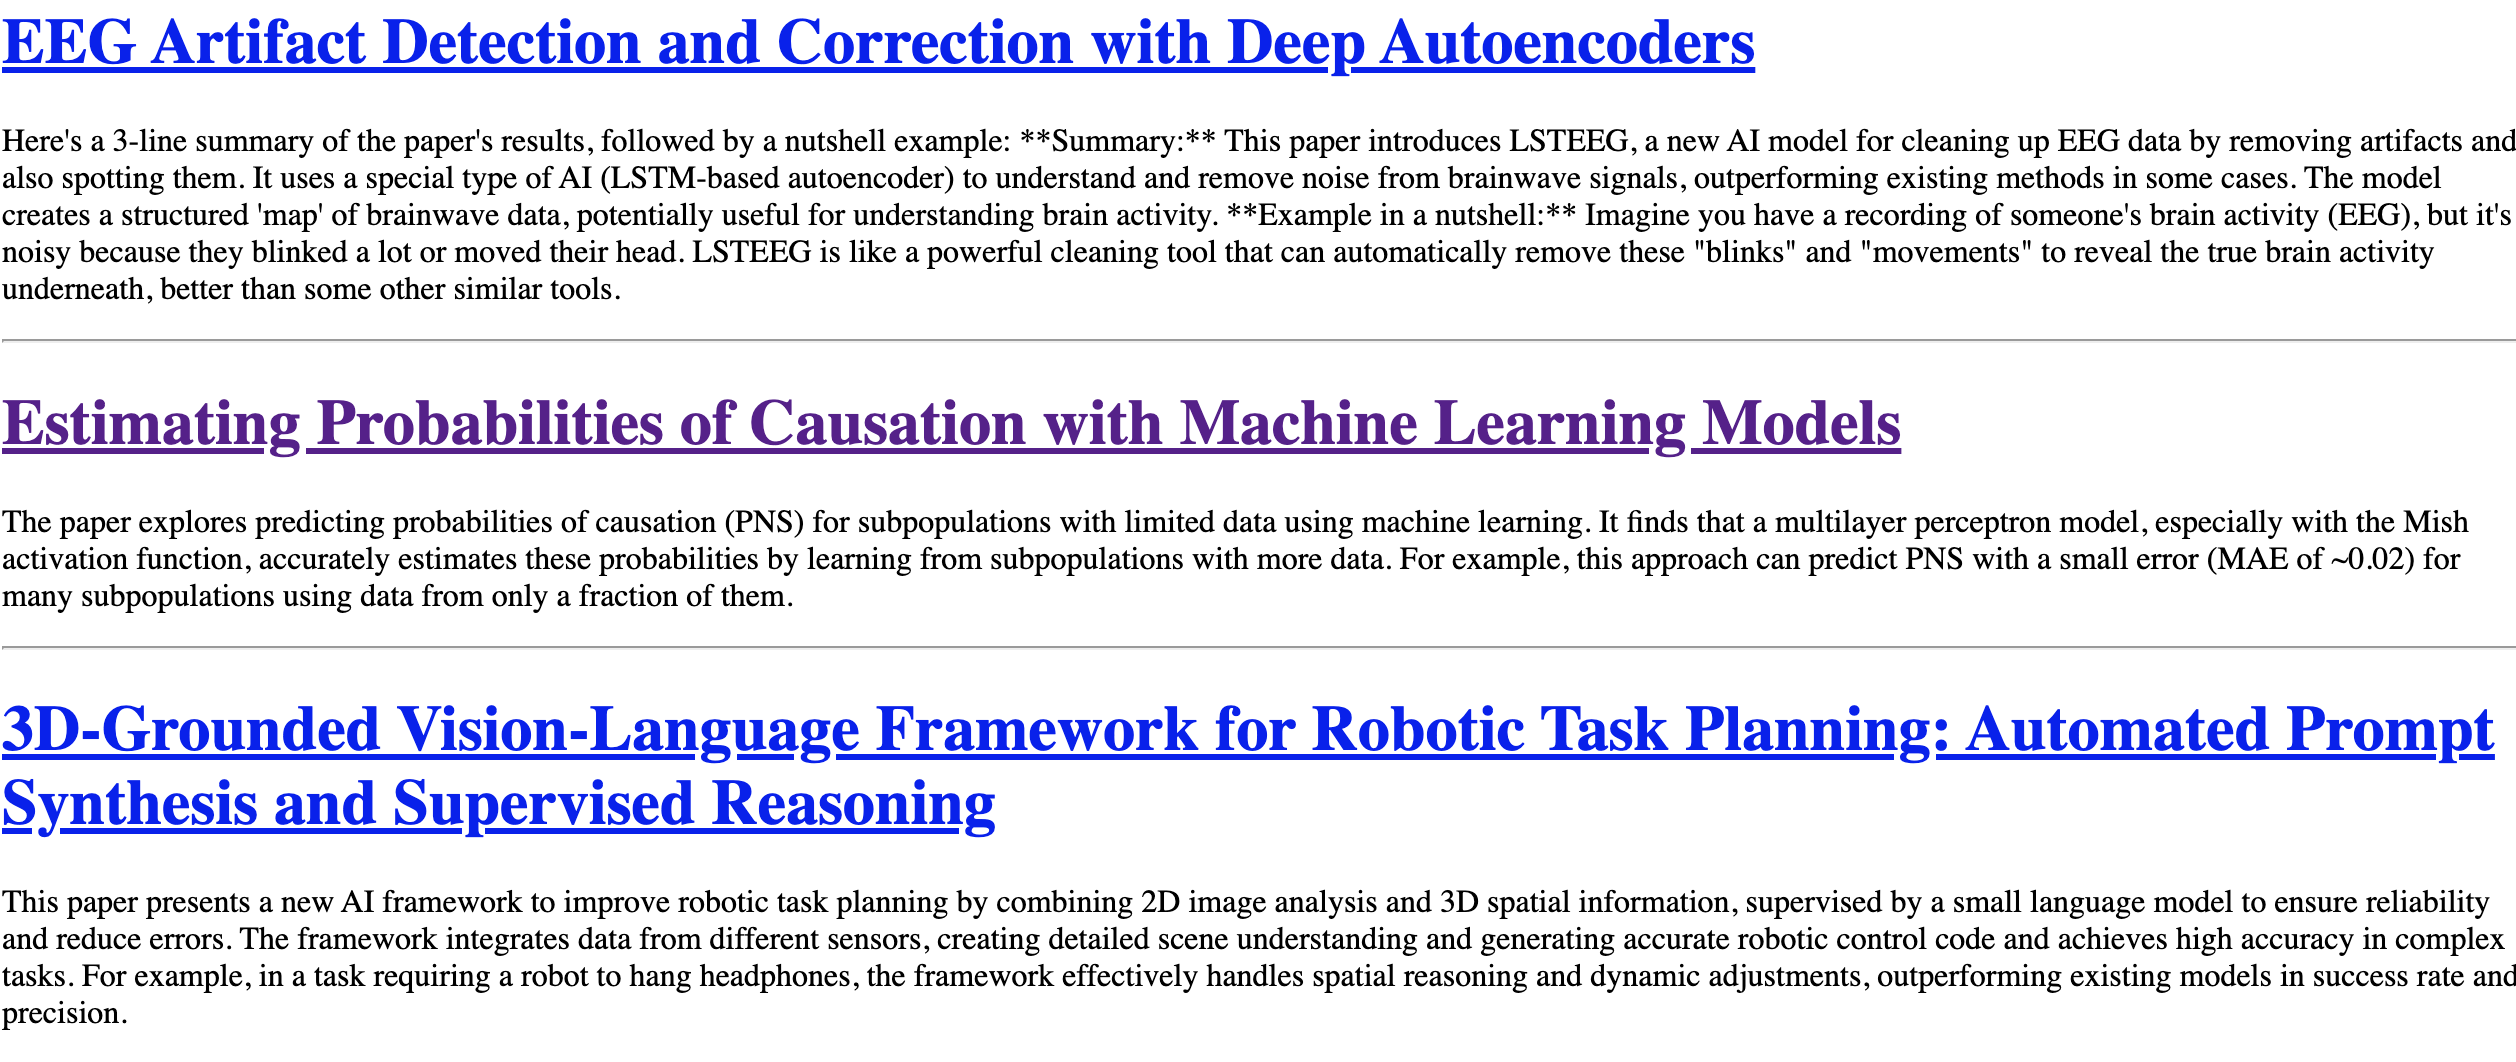 EEG Artifact Detection and Correction with Deep Autoencoders
Here's a 3-line summary of the paper's results, followed by a nutshell example: **Summary:** This paper introduces LSTEEG, a new AI model for cleaning up EEG data by removing artifacts and
also spotting them. It uses a special type of AI (LSTM-based autoencoder) to understand and remove noise from brainwave signals, outperforming existing methods in some cases. The model
creates a structured 'map' of brainwave data, potentially useful for understanding brain activity. **Example in a nutshell:** Imagine you have a recording of someone's brain activity (EEG), but it's
noisy because they blinked a lot or moved their head. LSTEEG is like a powerful cleaning tool that can automatically remove these "blinks" and "movements" to reveal the true brain activity
underneath, better than some other similar tools.
Estimating Probabilities of Causation with Machine Learning Models
The paper explores predicting probabilities of causation (PNS) for subpopulations with limited data using machine learning. It finds that a multilayer perceptron model, especially with the Mish
activation function, accurately estimates these probabilities by learning from subpopulations with more data. For example, this approach can predict PNS with a small error (MAE of ~0.02) for
many subpopulations using data from only a fraction of them.
3D-Grounded Vision-Language Framework for Robotic Task Planning: Automated Prompt
Synthesis and Supervised Reasoning
This paper presents a new AI framework to improve robotic task planning by combining 2D image analysis and 3D spatial information, supervised by a small language model to ensure reliability
and reduce errors. The framework integrates data from different sensors, creating detailed scene understanding and generating accurate robotic control code and achieves high accuracy in complex
tasks. For example, in a task requiring a robot to hang headphones, the framework effectively handles spatial reasoning and dynamic adjustments, outperforming existing models in success rate and
precision.